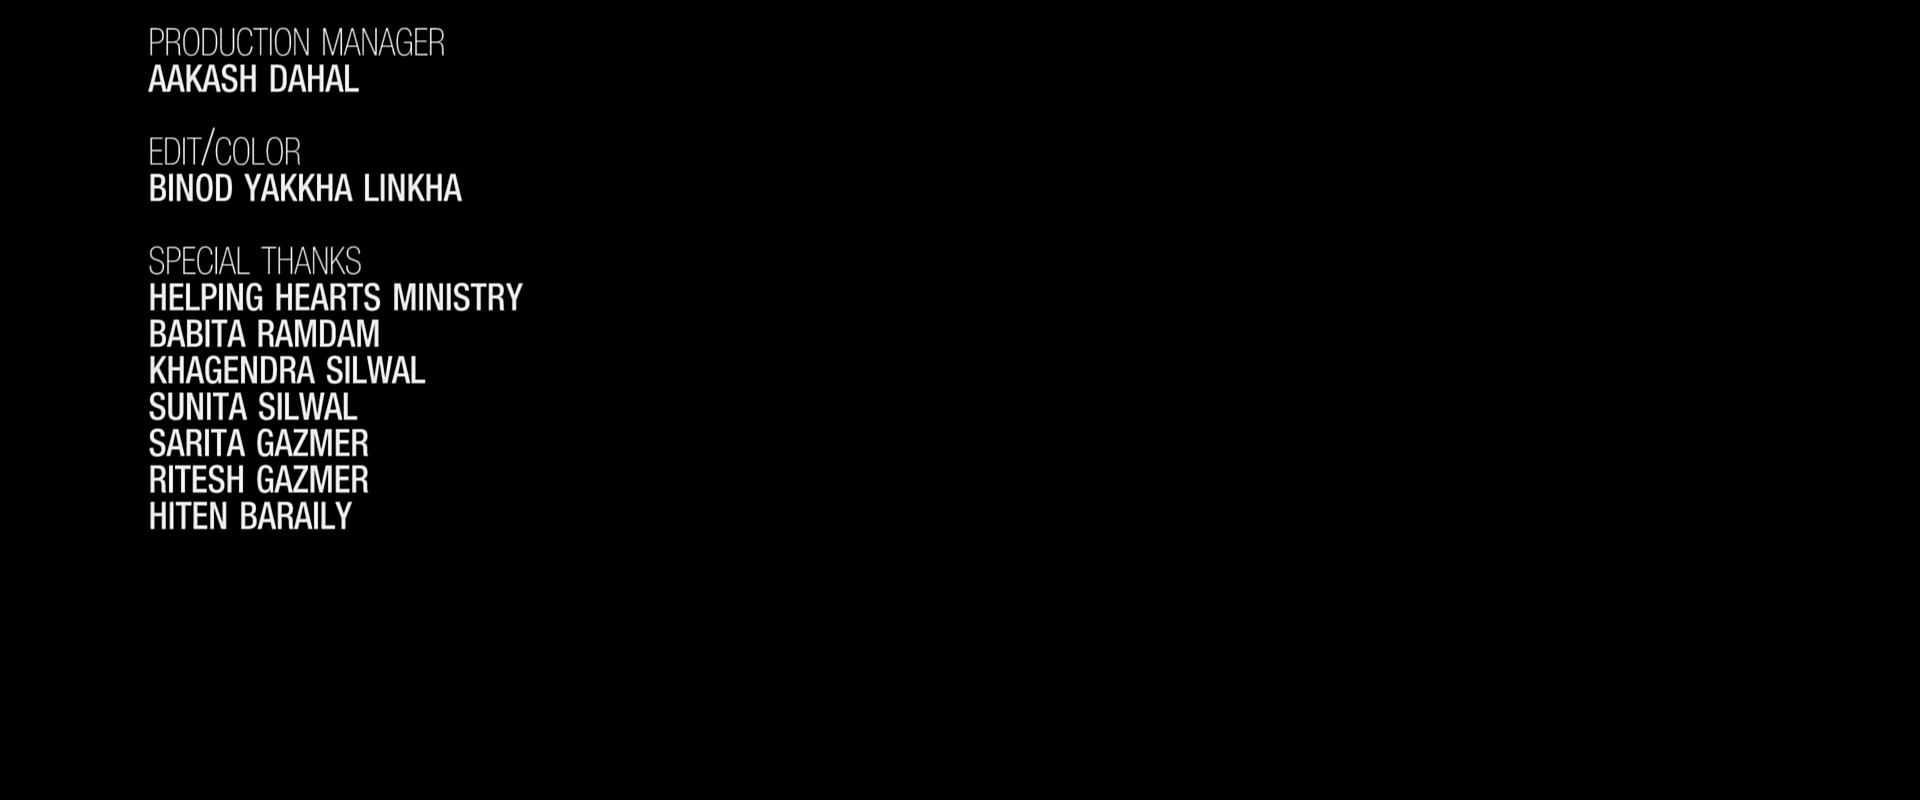 PRODUCTION MANAGER
AAKASH DAHAL
EDIT/COLOR
BINOD YAKKHA LINKHA
SPECIAL THANKS
HELPING HEARTS MINISTRY
BABITA RAMDAM
KHAGENDRA SILWAL
SUNITA SILWAL
SARITA GAZMER
RITESH GAZMER
HITEN BARAILY